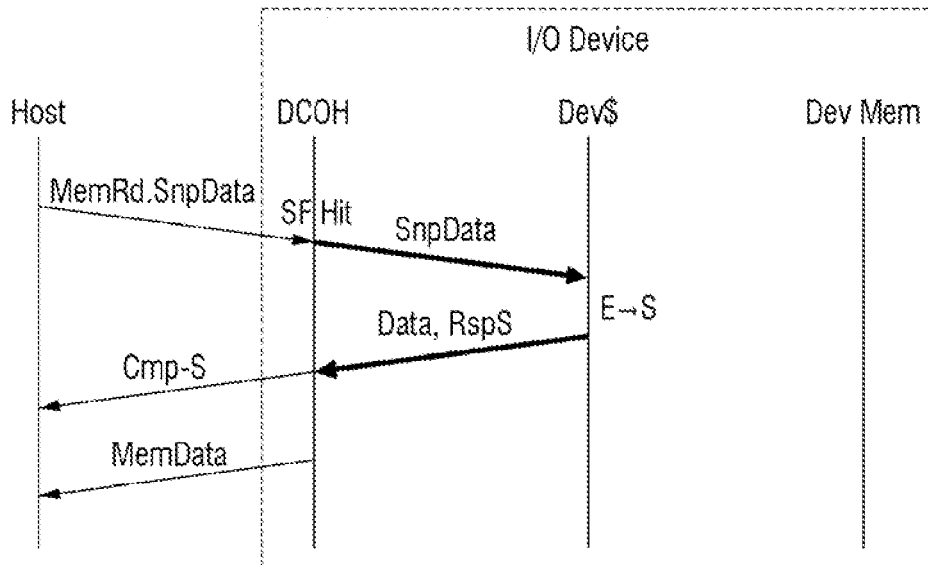 I/O Device
Host
DCOH
Dev$
Dev Mem
MemRd.SnpData
SF Hit
SnpData
E→S
Data, RspS
Cmp-S
MemData